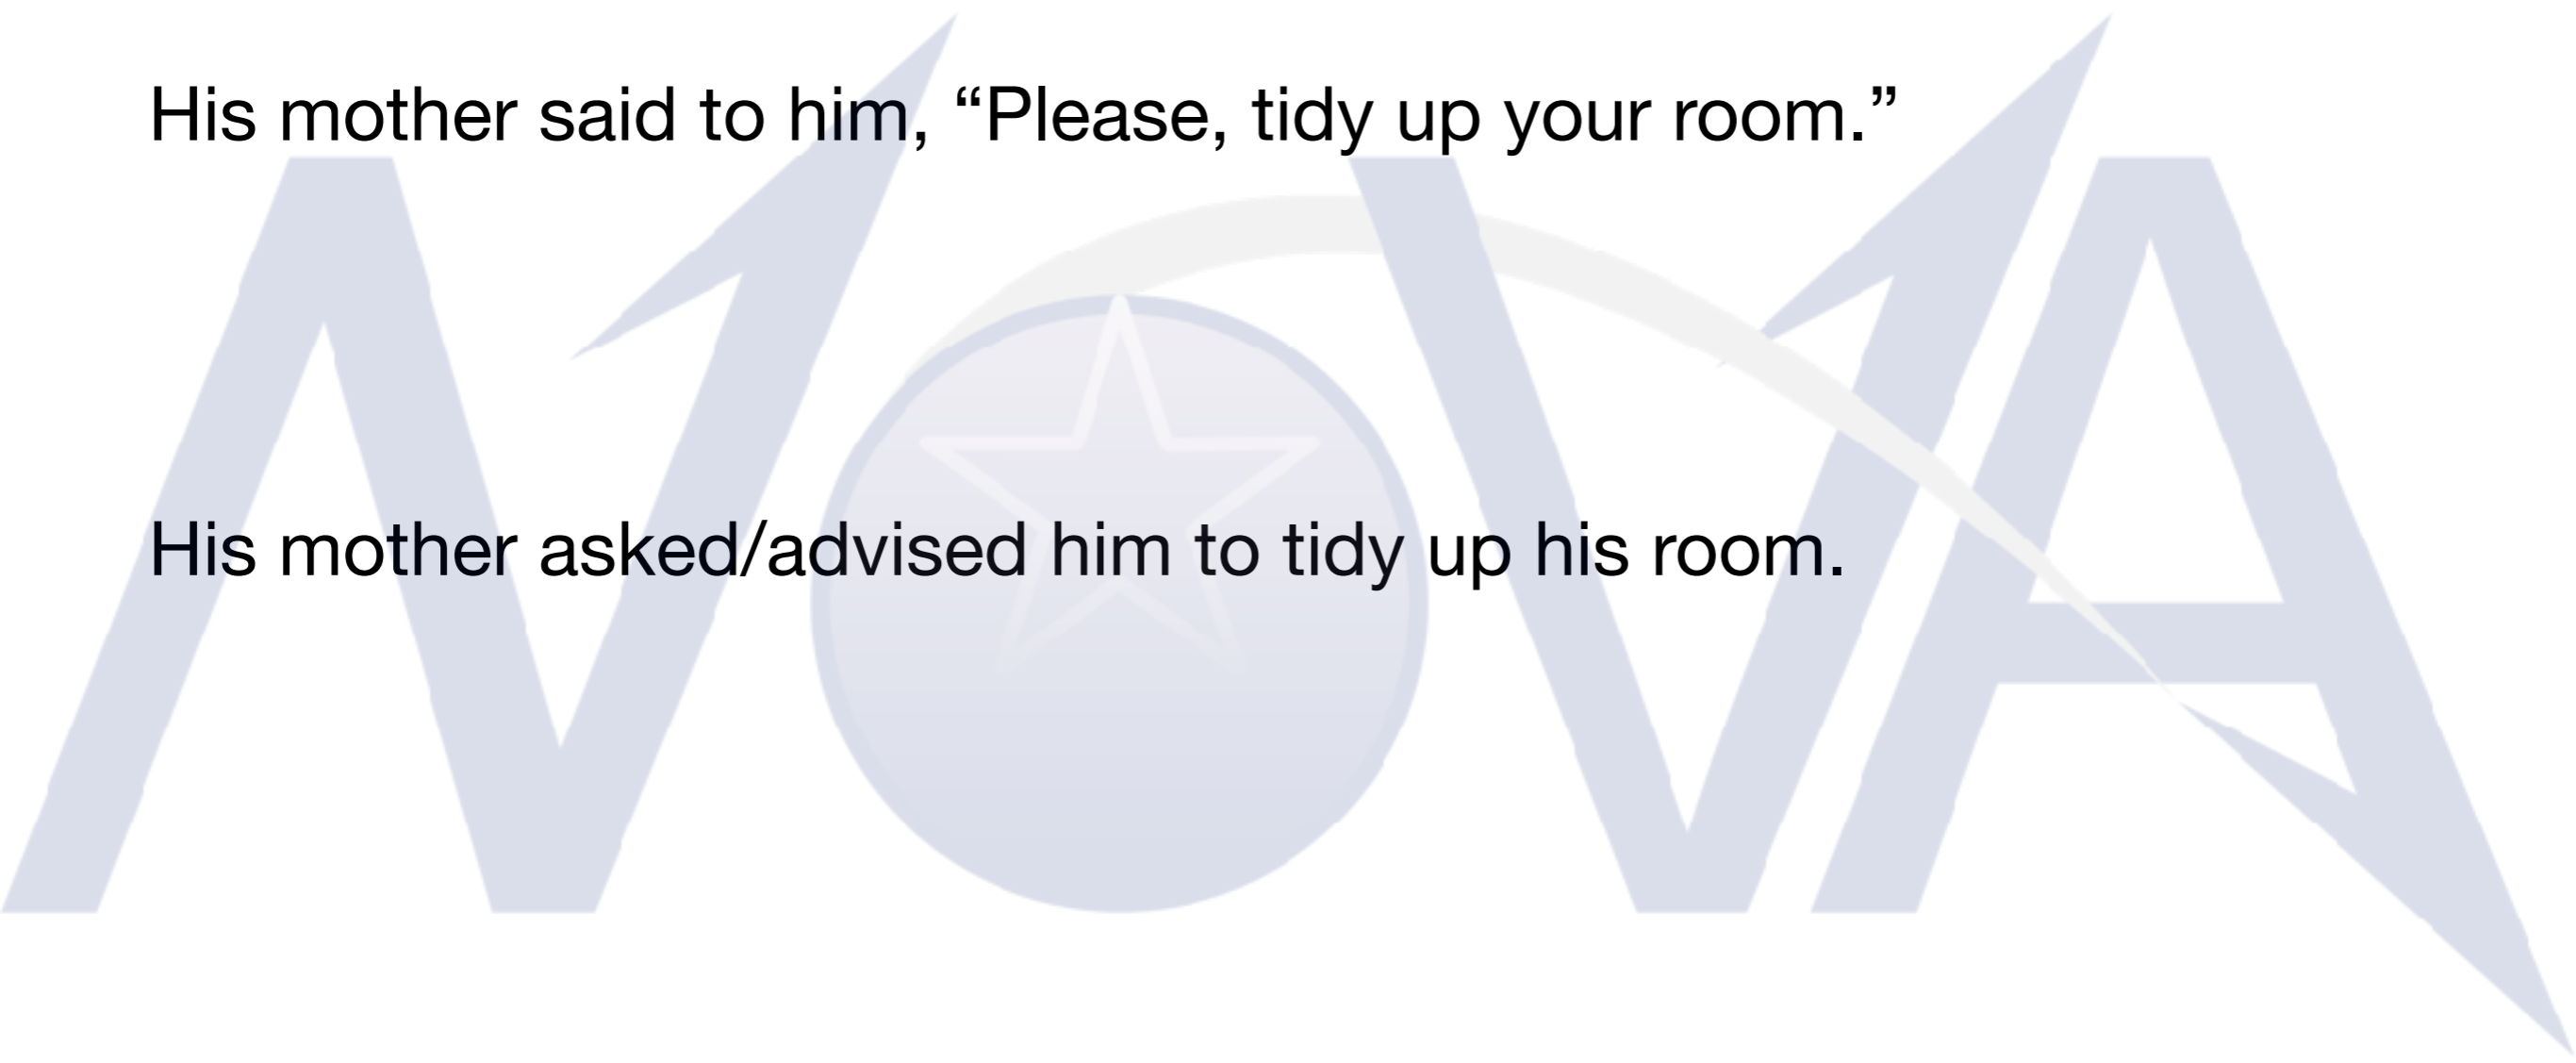 His mother said to him, “Please, tidy up your room.”
His mother asked/advised him to tidy up his room.
NOVA